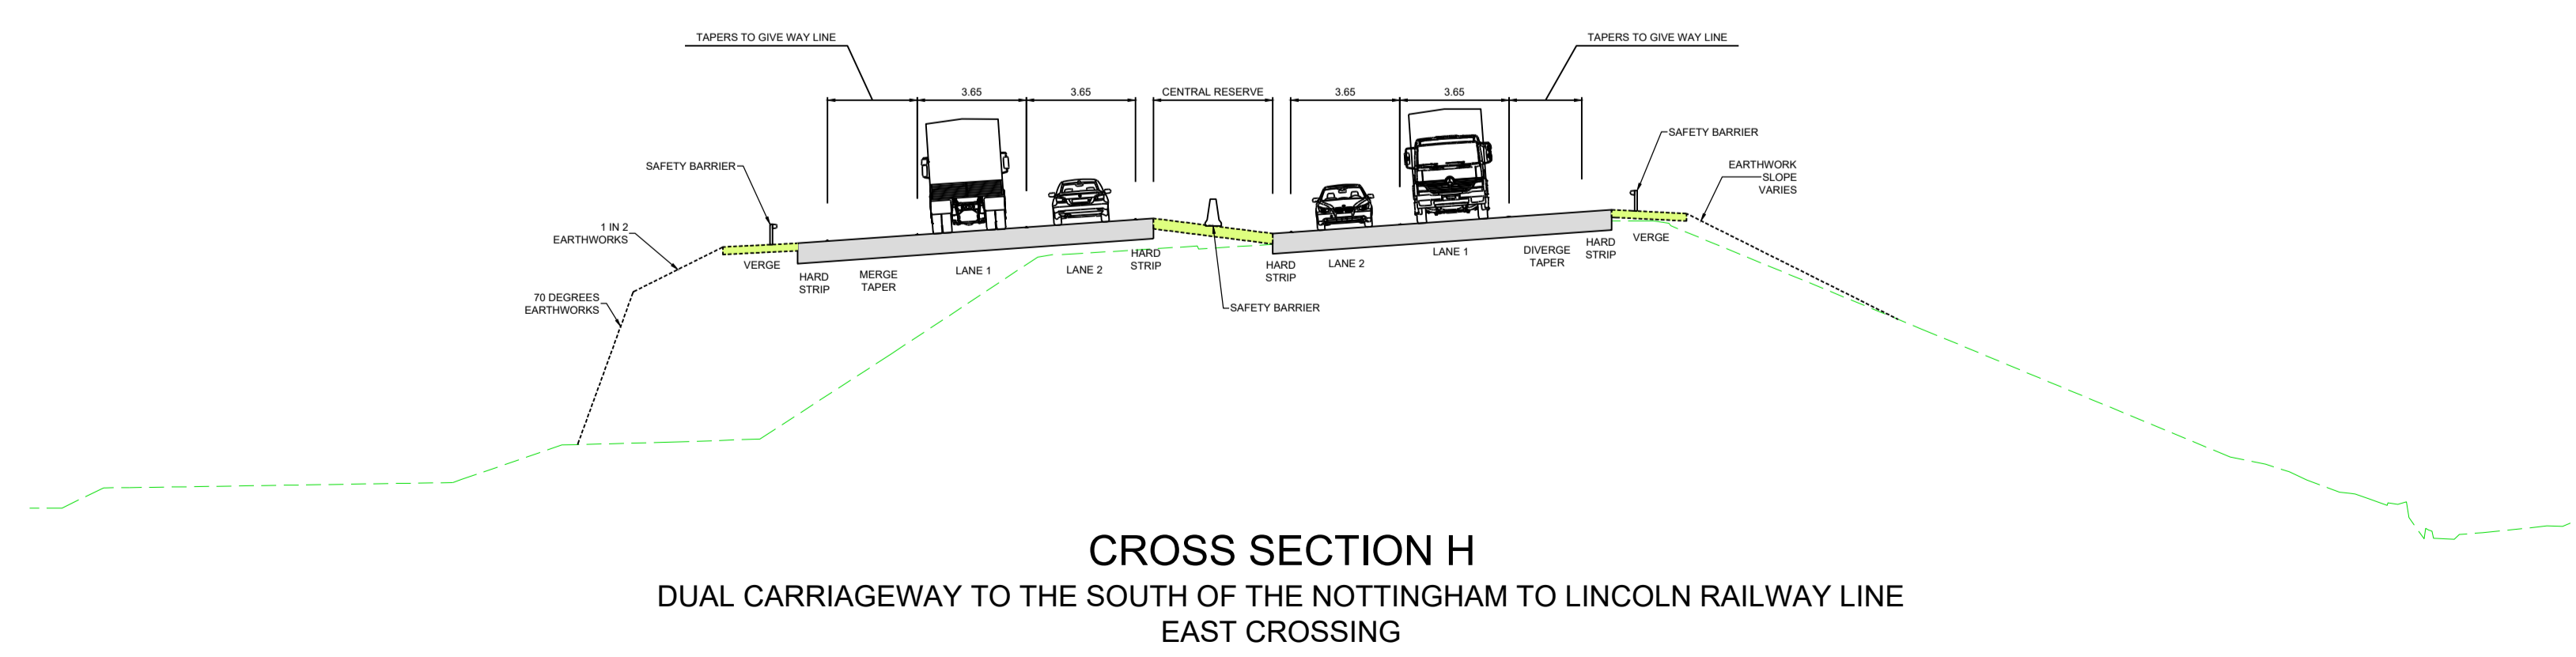 TAPERS TO GIVE WAY LINE
TAPERS TO GIVE WAY LINE
3.65
3.65
CENTRAL RESERVE
3.65
3.65
SAFETY BARRIER
SAFETY BARRIER
EARTHWORK
SLOPE
VARIES
1 IN 2
EARTHWORKS
70 DEGREES
EARTHWORKS
VERGE
HARD
STRIP
MERGE
TAPER
LANE 1
LANE 2
HARD
STRIP
SAFETY BARRIER
HARD
STRIP
LANE 2
LANE 1
DIVERGE
TAPER
HARD
STRIP
VERGE
CROSS SECTION H
DUAL CARRIAGEWAY TO THE SOUTH OF THE NOTTINGHAM TO LINCOLN RAILWAY LINE
EAST CROSSING